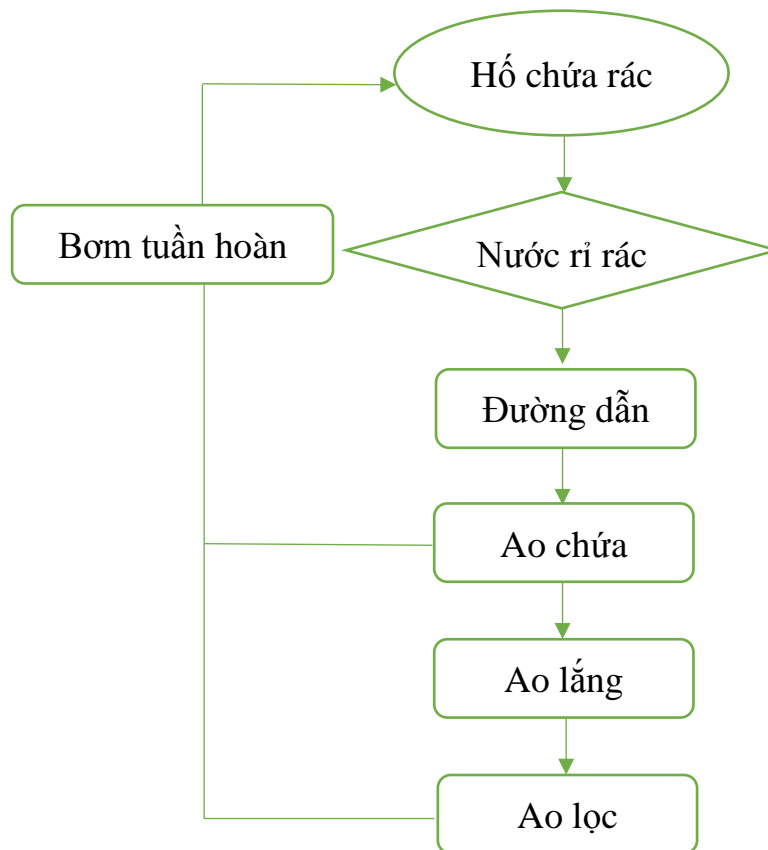 Hố chứa rác
Bơm tuần hoàn
Nước rỉ rác
Đường dẫn
Ao chứa
Ao lắng
Ao lọc